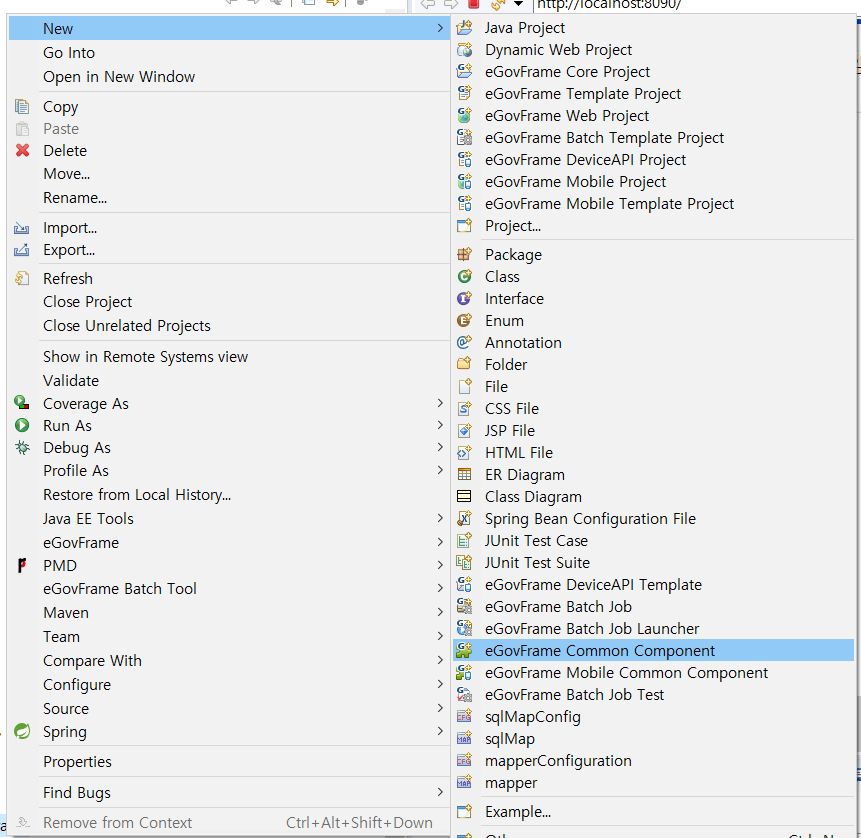 http://localhost:8090/
New
Go Into
Open in New Window
Copy
Paste
Delete
Move...
Rename...
Import...
Export...
Refresh
Close Project
Close Unrelated Projects
Show in Remote Systems view
Validate
Coverage As
Run As
Debug As
Profile As
Restore from Local History...
Java EE Tools
eGovFrame
PMD
eGovFrame Batch Tool
Maven
Team
Compare With
Configure
Source
Spring
Properties
Find Bugs
Remove from Context Ctrl+Alt+Shift+Down
Java Project
Dynamic Web Project
eGovFrame Core Project
eGovFrame Template Project
eGovFrame Web Project
eGovFrame Batch Template Project
eGovFrame DeviceAPI Project
eGovFrame Mobile Project
eGovFrame Mobile Template Project
Project...
Package
Class
Interface
Enum
Annotation
Folder
File
CSS File
JSP File
HTML File
ER Diagram
Class Diagram
Spring Bean Configuration File
JUnit Test Case
JUnit Test Suite
eGovFrame DeviceAPI Template
eGovFrame Batch Job
eGovFrame Batch Job Launcher
eGovFrame Common Component
eGovFrame Mobile Common Component
eGovFrame Batch Job Test
sqlMapConfig
sqlMap
mapperConfiguration
mapper
Example...